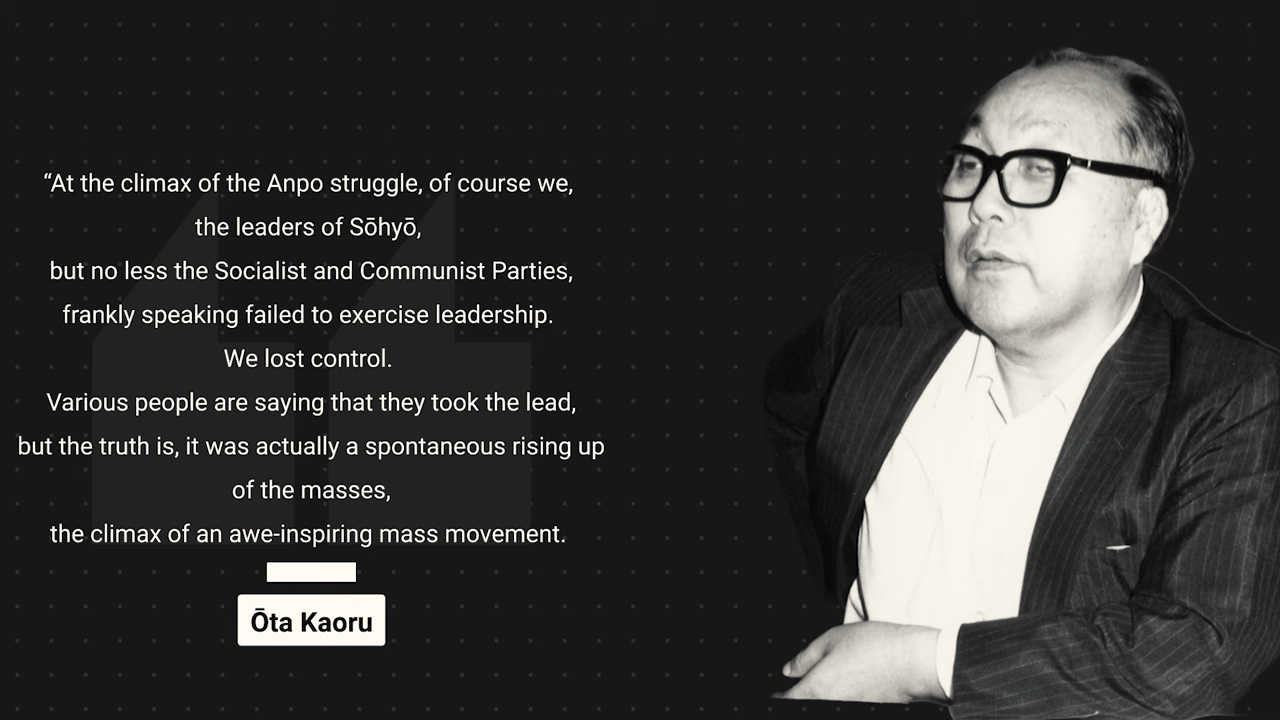 “At the climax of the Anpo struggle, of course we,
the leaders of Sōhyō,
but no less the Socialist and Communist Parties,
frankly speaking failed to exercise leadership.
We lost control.
Various people are saying that they took the lead,
but the truth is, it was actually a spontaneous rising up
of the masses,
the climax of an awe-inspiring mass movement.
Ōta Kaoru